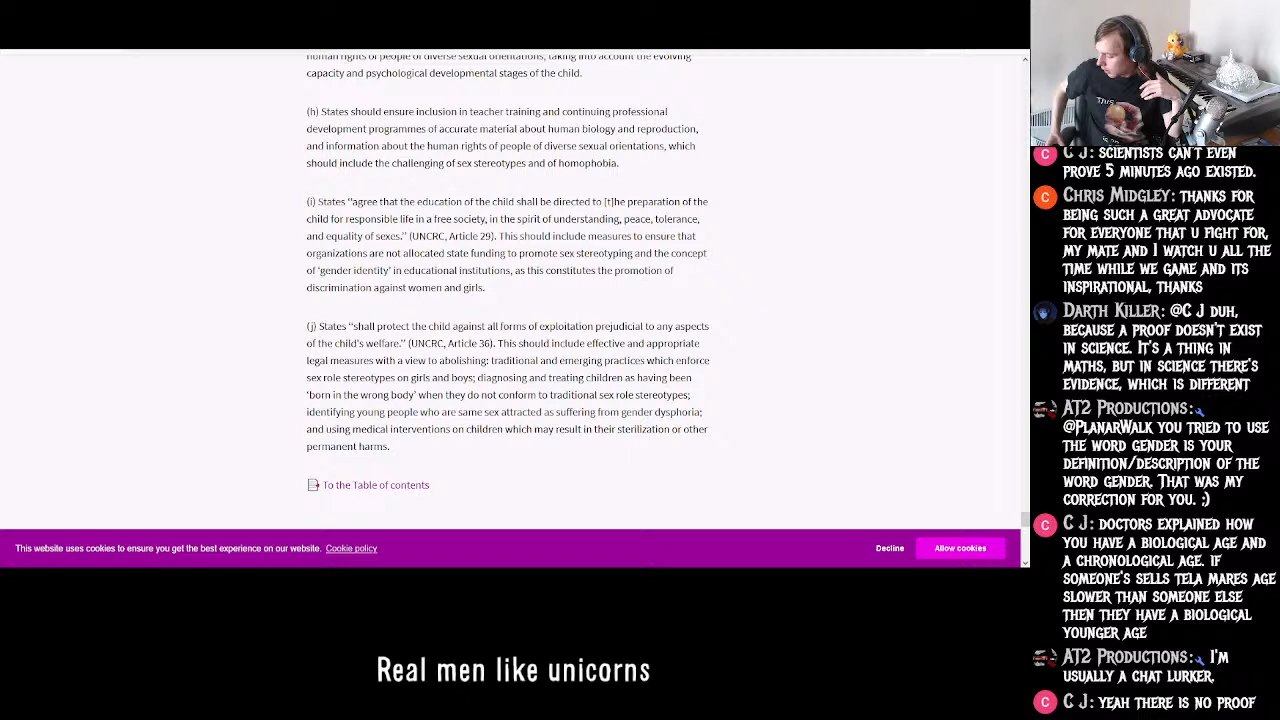 human rights of people of diverse sexual orientations, taking into account the evolving
capacity and psychological developmental stages of the child.
(h) States should ensure inclusion in teacher training and continuing professional
development programmes of accurate material about human biology and reproduction,
and information about the human rights of people of diverse sexual orientations, which
should include the challenging of sex stereotypes and of homophobia.
(i) States "agree that the education of the child shall be directed to [t]he preparation of the
child for responsible life in a free society, in the spirit of understanding, peace, tolerance,
and equality of sexes." (UNCRC, Article 29). This should include measures to ensure that
organizations are not allocated state funding to promote sex stereotyping and the concept
of 'gender identity' in educational institutions, as this constitutes the promotion of
discrimination against women and girls.
(j) States "shall protect the child against all forms of exploitation prejudicial to any aspects
of the child's welfare." (UNCRC, Article 36). This should include effective and appropriate
legal measures with a view to abolishing: traditional and emerging practices which enforce
sex role stereotypes on girls and boys; diagnosing and treating children as having been
'born in the wrong body' when they do not conform to traditional sex role stereotypes;
identifying young people who are same sex attracted as suffering from gender dysphoria;
and using medical interventions on children which may result in their sterilization or other
permanent harms.
To the Table of contents
This website uses cookies to ensure you get the best experience on our website. Cookie policy
Decline
Allow cookies
Real men like unicorns
This
is
C J: SCIENTISTS CAN'T EVEN
PROVE 5 MINUTES AGO EXISTED.
CHRIS MIDGLEY: THANKS FOR
BEING SUCH A GREAT ADVOCATE
FOR EVERYONE THAT U FIGHT FOR,
MY MATE AND I WATCH U ALL THE
TIME WHILE WE GAME AND ITS
INSPIRATIONAL, THANKS
DARTH KILLER: @C J DUH,
BECAUSE A PROOF DOESN'T EXIST
IN SCIENCE. IT'S A THING IN
MATHS, BUT IN SCIENCE THERE'S
EVIDENCE, WHICH IS DIFFERENT
AT2 PRODUCTIONS:
@PLANARWALK YOU TRIED TO USE
THE WORD GENDER IS YOUR
DEFINITION/DESCRIPTION OF THE
WORD GENDER. THAT WAS MY
CORRECTION FOR YOU. ;)
C J: DOCTORS EXPLAINED HOW
YOU HAVE A BIOLOGICAL AGE AND
A CHRONOLOGICAL AGE. IF
SOMEONE'S SELLS TELA MARES AGE
SLOWER THAN SOMEONE ELSE
THEN THEY HAVE A BIOLOGICAL
YOUNGER AGE
AT2 PRODUCTIONS: I'M
USUALLY A CHAT LURKER.
C J: YEAH THERE IS NO PROOF